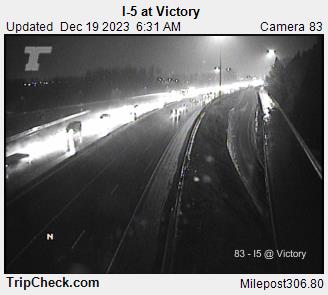 I-5 at Victory
Updated Dec 19 2023 6:31 AM Camera 83
T
N
83 - I5 @ Victory
TripCheck.com Milepost306.80